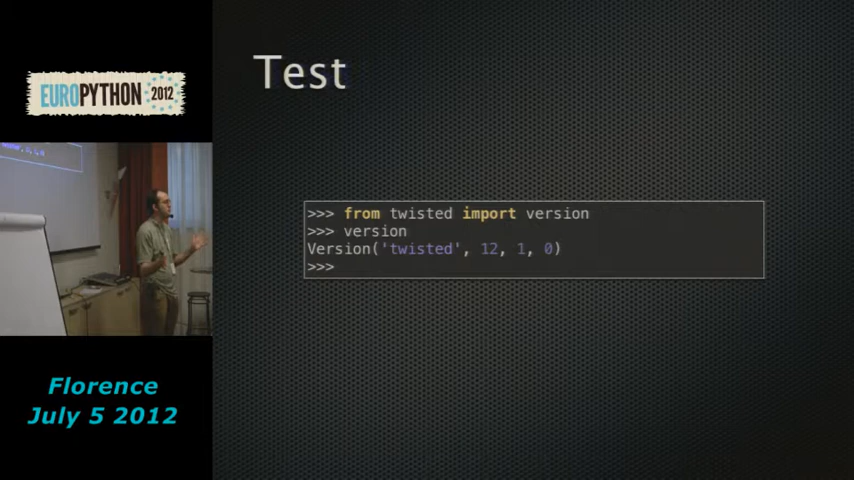 EUROPYTHON 2012
Florence
July 5 2012
Test
>>> from twisted import version
>>> version
Version('twisted', 12, 1, 0)
>>>